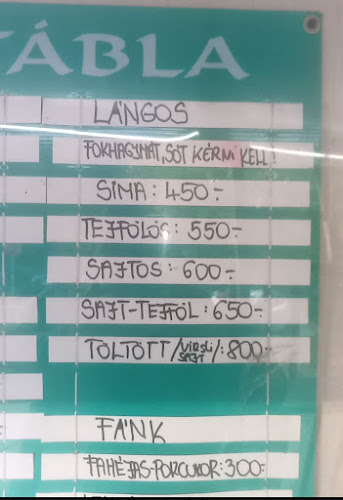 TÁBLA
LÁNGOS
FOKHAGYMÁT, SÓT KÉRNI KELL!
SIMA: 450.-
TEJFÖLÖS: 550.-
SAJTOS: 600.-
SAJT-TEJFÖL: 650.-
TÖLTÖTT /VIRSLI SAJT/: 800.-
FÁNK
FAHÉJAS-PORCUKOR: 300.-